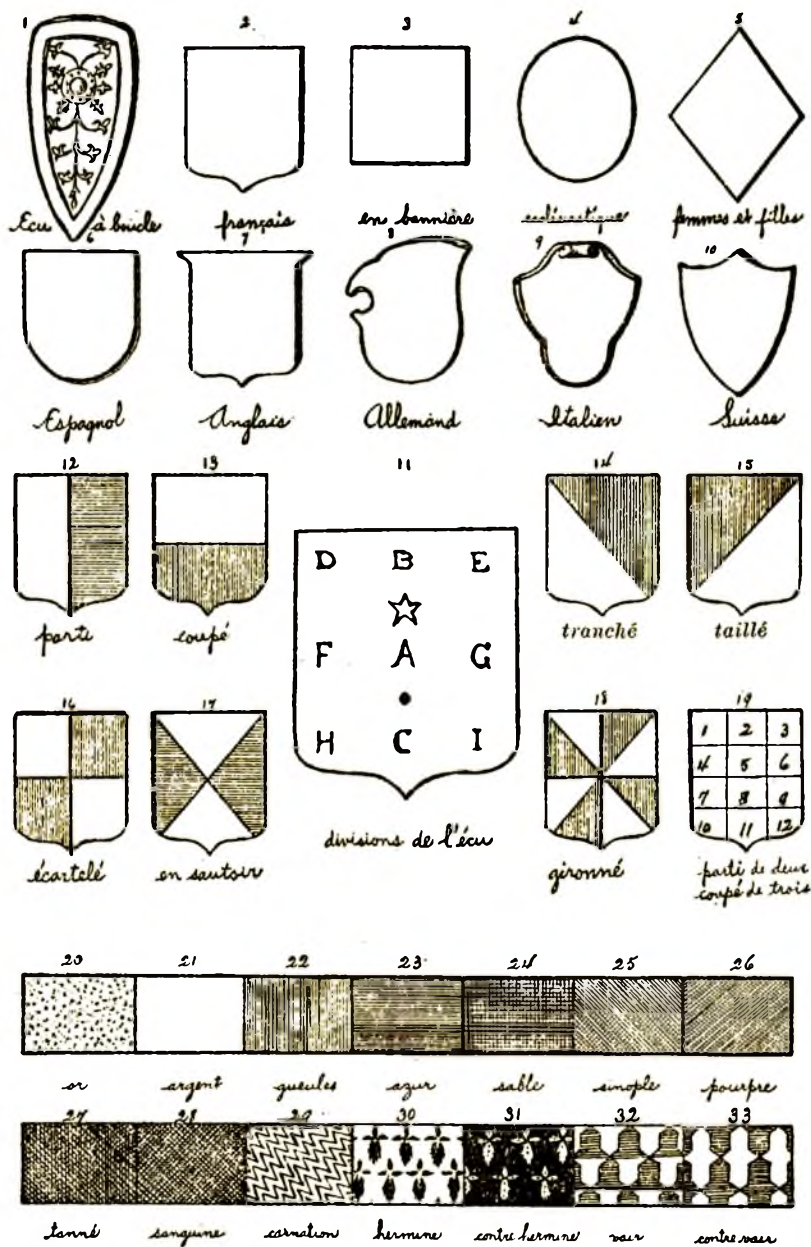 1 2 3 4 5
Ecu à boucle français en bannière ecclésiastique femmes et filles
6 7 8 9 10
Espagnol Anglais Allemand Italien Suisse
12 13 11 14 15
D B E
parti coupé tranché taillé
F A G
16 17 18 19
1 2 3
H C I
4 5 6
7 8 9
10 11 12
divisions de l'écu
écartelé en sautoir gironné parti de deux
coupé de trois
20 21 22 23 24 25 26
or argent gueules azur sable sinople pourpre
27 28 29 30 31 32 33
tanné sanguine carnation hermine contre hermine vair contre vair